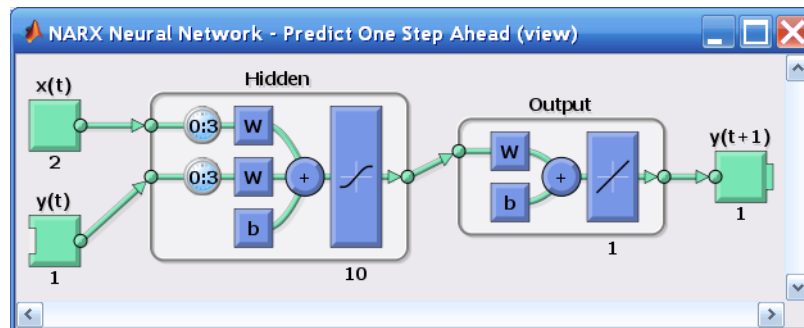 NARX Neural Network - Predict One Step Ahead (view)
Hidden
x(t)
0:3
W
2
y(t)
0:3
W
+
b
1
10
Output
W
b
+
1
y(t+1)
1